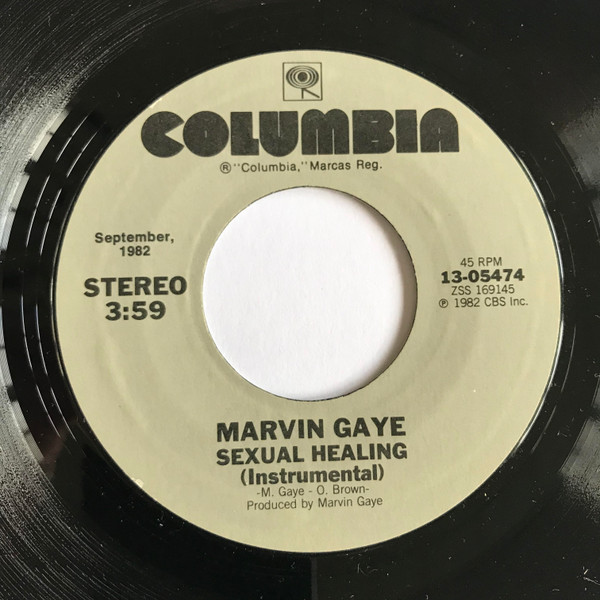 COLUMBIA
® "Columbia," Marcas Reg.
September,
1982
STEREO
3:59
45 RPM
13-05474
ZSS 169145
℗ 1982 CBS Inc.
MARVIN GAYE
SEXUAL HEALING
(Instrumental)
-M. Gaye - O. Brown-
Produced by Marvin Gaye